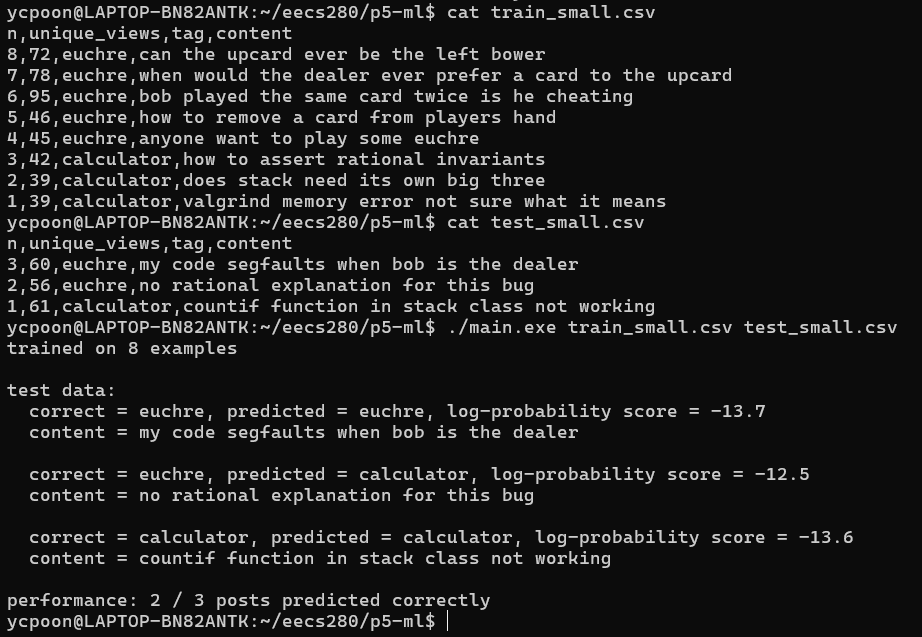 ycpoon@LAPTOP-BN82ANTK:~/eecs280/p5-ml$ cat train_small.csv
n,unique_views,tag,content
8,72,euchre,can the upcard ever be the left bower
7,78,euchre,when would the dealer ever prefer a card to the upcard
6,95,euchre,bob played the same card twice is he cheating
5,46,euchre,how to remove a card from players hand
4,45,euchre,anyone want to play some euchre
3,42,calculator,how to assert rational invariants
2,39,calculator,does stack need its own big three
1,39,calculator,valgrind memory error not sure what it means
ycpoon@LAPTOP-BN82ANTK:~/eecs280/p5-ml$ cat test_small.csv
n,unique_views,tag,content
3,60,euchre,my code segfaults when bob is the dealer
2,56,euchre,no rational explanation for this bug
1,61,calculator,countif function in stack class not working
ycpoon@LAPTOP-BN82ANTK:~/eecs280/p5-ml$ ./main.exe train_small.csv test_small.csv
trained on 8 examples

test data:
  correct = euchre, predicted = euchre, log-probability score = -13.7
  content = my code segfaults when bob is the dealer

  correct = euchre, predicted = calculator, log-probability score = -12.5
  content = no rational explanation for this bug

  correct = calculator, predicted = calculator, log-probability score = -13.6
  content = countif function in stack class not working

performance: 2 / 3 posts predicted correctly
ycpoon@LAPTOP-BN82ANTK:~/eecs280/p5-ml$